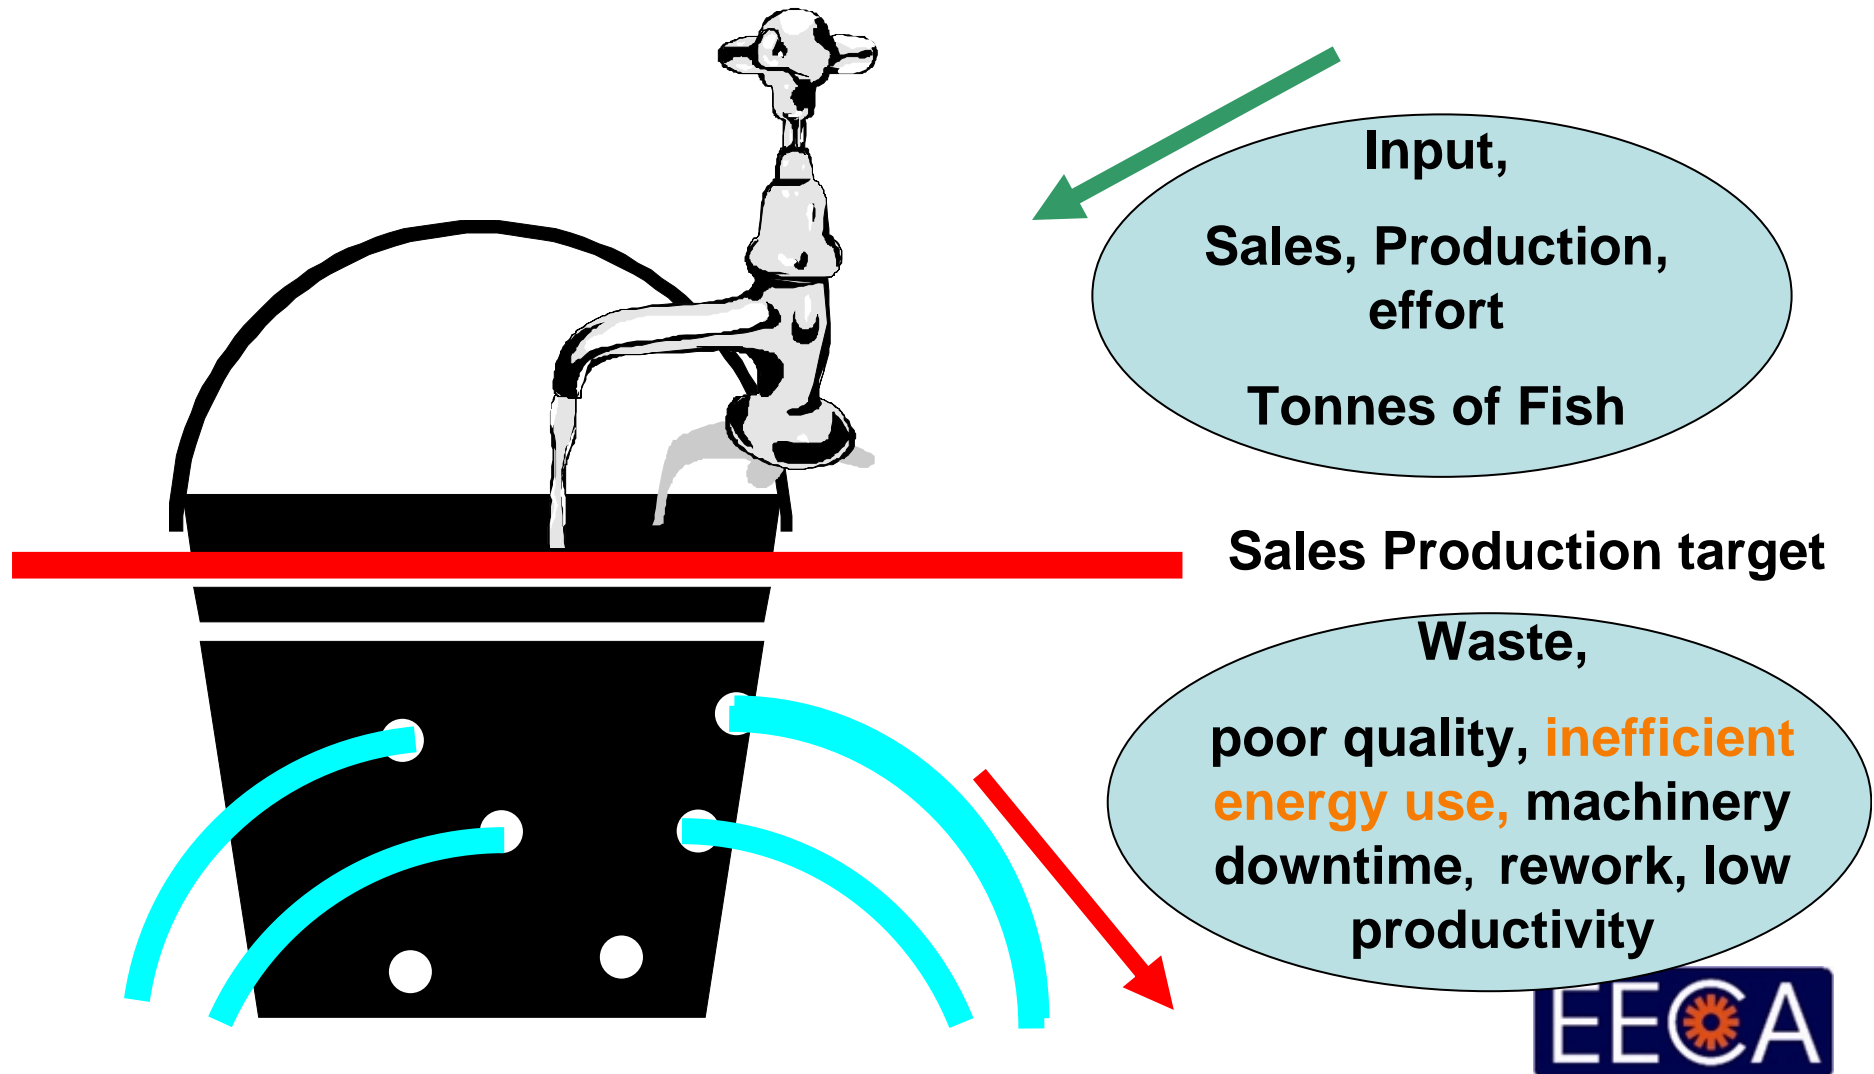 Input,
Sales, Production,
effort
Tonnes of Fish
Sales Production target
Waste,
poor quality, inefficient
energy use, machinery
downtime, rework, low
productivity
EECA